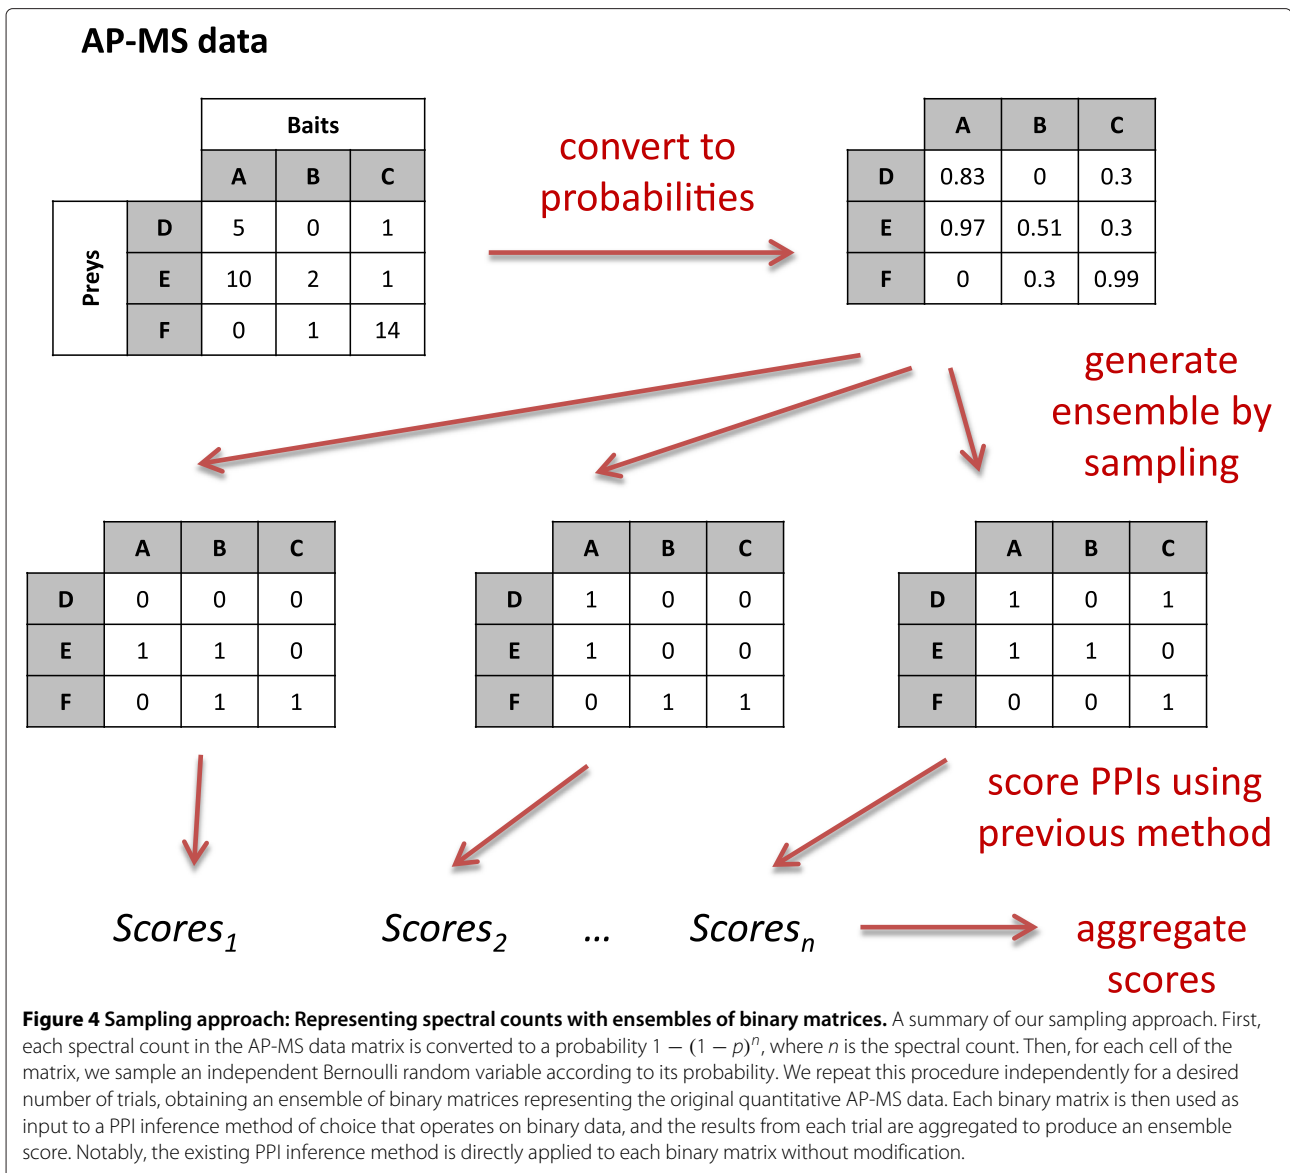 AP-MS data
Baits
A B C
Preys
D 5 0 1
E 10 2 1
F 0 1 14
convert to
probabilities
A B C
D 0.83 0 0.3
E 0.97 0.51 0.3
F 0 0.3 0.99
generate
ensemble by
sampling
A B C
D 0 0 0
E 1 1 0
F 0 1 1
A B C
D 1 0 0
E 1 0 0
F 0 1 1
A B C
D 1 0 1
E 1 1 0
F 0 0 1
score PPIs using
previous method
Scores1 Scores2 ... Scoresn
aggregate
scores
Figure 4 Sampling approach: Representing spectral counts with ensembles of binary matrices. A summary of our sampling approach. First,
each spectral count in the AP-MS data matrix is converted to a probability 1 − (1 − p)^n, where n is the spectral count. Then, for each cell of the
matrix, we sample an independent Bernoulli random variable according to its probability. We repeat this procedure independently for a desired
number of trials, obtaining an ensemble of binary matrices representing the original quantitative AP-MS data. Each binary matrix is then used as
input to a PPI inference method of choice that operates on binary data, and the results from each trial are aggregated to produce an ensemble
score. Notably, the existing PPI inference method is directly applied to each binary matrix without modification.